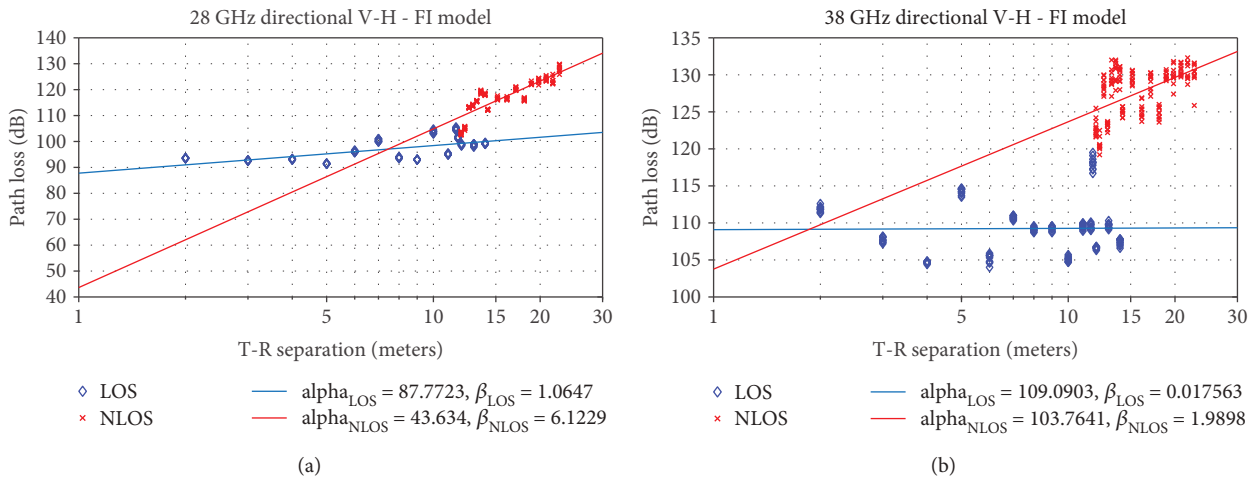 28 GHz directional V-H - FI model
140
130
120
110
100
90
80
70
60
50
40
Path loss (dB)
1
5
10
15
20
30
T-R separation (meters)
LOS
NLOS
alpha_LOS = 87.7723, β_LOS = 1.0647
alpha_NLOS = 43.634, β_NLOS = 6.1229
(a)
38 GHz directional V-H - FI model
135
130
125
120
115
110
105
100
Path loss (dB)
1
5
10
15
20
30
T-R separation (meters)
LOS
NLOS
alpha_LOS = 109.0903, β_LOS = 0.017563
alpha_NLOS = 103.7641, β_NLOS = 1.9898
(b)